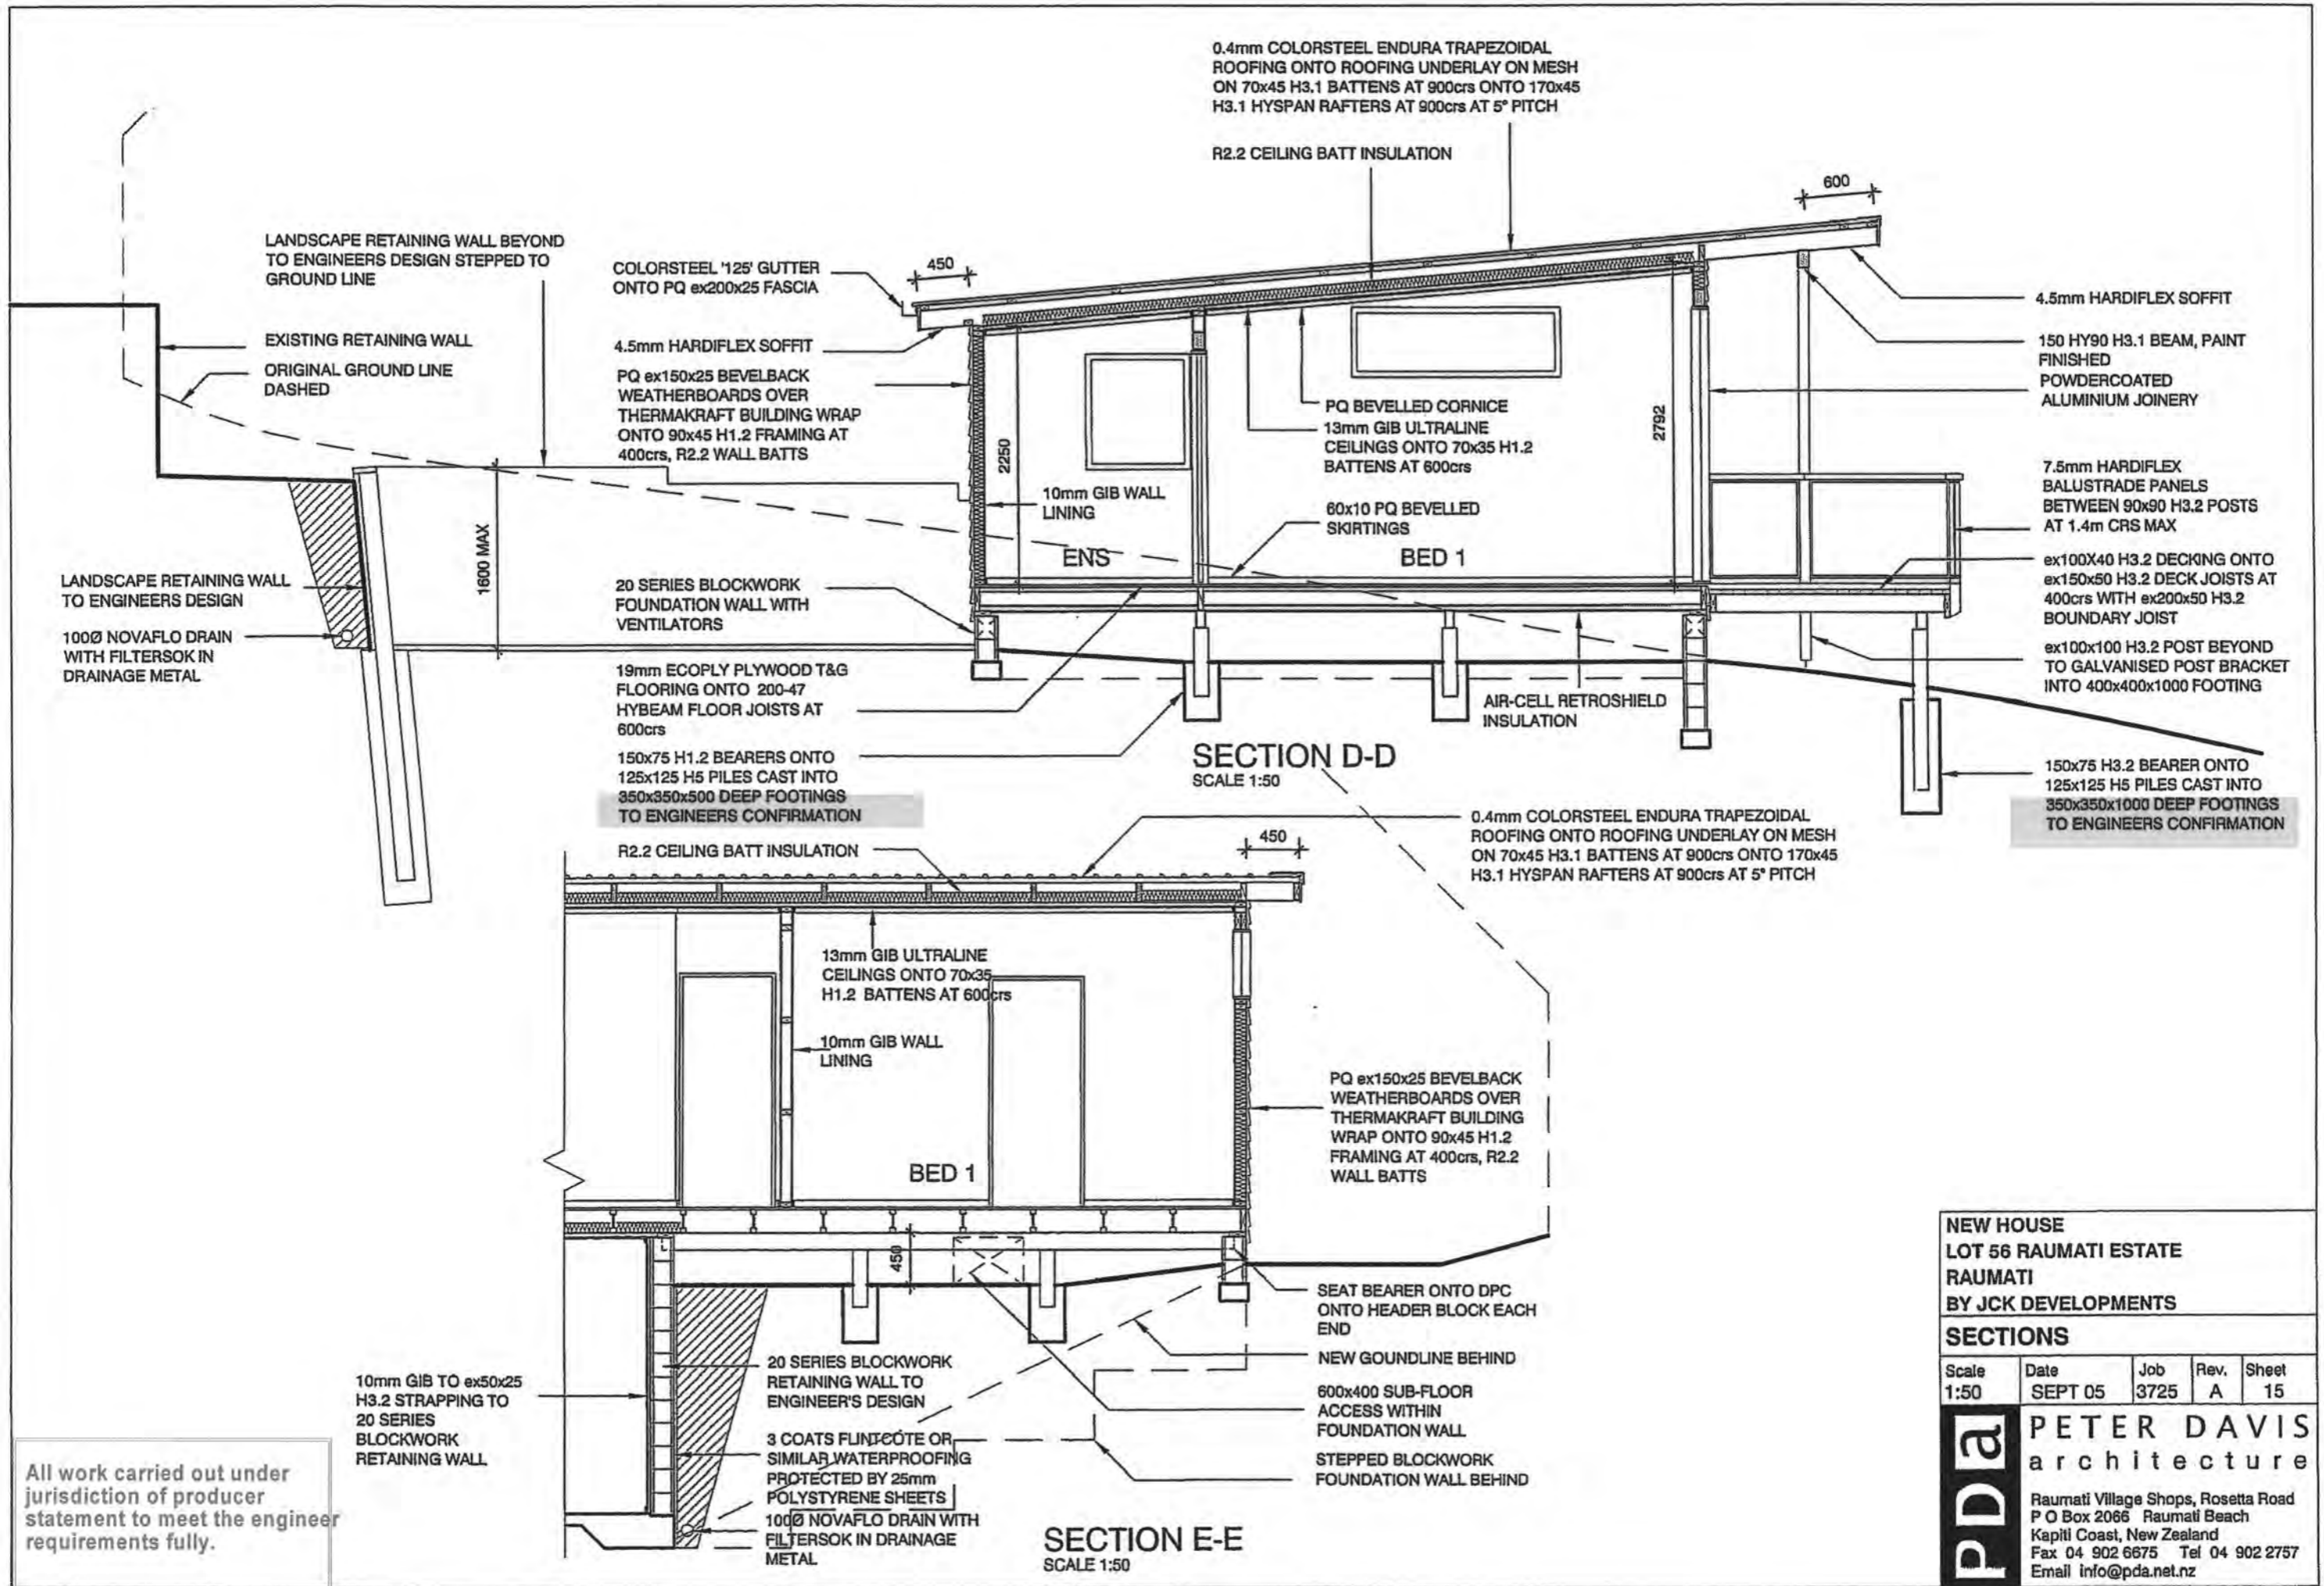 0.4mm COLORSTEEL ENDURA TRAPEZOIDAL
ROOFING ONTO ROOFING UNDERLAY ON MESH
ON 70x45 H3.1 BATTENS AT 900crs ONTO 170x45
H3.1 HYSPAN RAFTERS AT 900crs AT 5° PITCH
R2.2 CEILING BATT INSULATION
600
LANDSCAPE RETAINING WALL BEYOND
TO ENGINEERS DESIGN STEPPED TO
GROUND LINE
EXISTING RETAINING WALL
ORIGINAL GROUND LINE
DASHED
COLORSTEEL '125' GUTTER
ONTO PQ ex200x25 FASCIA
450
4.5mm HARDIFLEX SOFFIT
PQ ex150x25 BEVELBACK
WEATHERBOARDS OVER
THERMAKRAFT BUILDING WRAP
ONTO 90x45 H1.2 FRAMING AT
400crs, R2.2 WALL BATTS
2250
10mm GIB WALL
LINING
ENS
PQ BEVELLED CORNICE
13mm GIB ULTRALINE
CEILINGS ONTO 70x35 H1.2
BATTENS AT 600crs
60x10 PQ BEVELLED
SKIRTINGS
BED 1
2792
4.5mm HARDIFLEX SOFFIT
150 HY90 H3.1 BEAM, PAINT
FINISHED
POWDERCOATED
ALUMINIUM JOINERY
7.5mm HARDIFLEX
BALUSTRADE PANELS
BETWEEN 90x90 H3.2 POSTS
AT 1.4m CRS MAX
ex100X40 H3.2 DECKING ONTO
ex150x50 H3.2 DECK JOISTS AT
400crs WITH ex200x50 H3.2
BOUNDARY JOIST
ex100x100 H3.2 POST BEYOND
TO GALVANISED POST BRACKET
INTO 400x400x1000 FOOTING
150x75 H3.2 BEARER ONTO
125x125 H5 PILES CAST INTO
350x350x1000 DEEP FOOTINGS
TO ENGINEERS CONFIRMATION
1600 MAX
LANDSCAPE RETAINING WALL
TO ENGINEERS DESIGN
100Ø NOVAFLO DRAIN
WITH FILTERSOK IN
DRAINAGE METAL
20 SERIES BLOCKWORK
FOUNDATION WALL WITH
VENTILATORS
19mm ECOPLY PLYWOOD T&G
FLOORING ONTO 200-47
HYBEAM FLOOR JOISTS AT
600crs
150x75 H1.2 BEARERS ONTO
125x125 H5 PILES CAST INTO
350x350x500 DEEP FOOTINGS
TO ENGINEERS CONFIRMATION
AIR-CELL RETROSHIELD
INSULATION
SECTION D-D
SCALE 1:50
R2.2 CEILING BATT INSULATION
450
0.4mm COLORSTEEL ENDURA TRAPEZOIDAL
ROOFING ONTO ROOFING UNDERLAY ON MESH
ON 70x45 H3.1 BATTENS AT 900crs ONTO 170x45
H3.1 HYSPAN RAFTERS AT 900crs AT 5° PITCH
13mm GIB ULTRALINE
CEILINGS ONTO 70x35
H1.2 BATTENS AT 600crs
10mm GIB WALL
LINING
BED 1
PQ ex150x25 BEVELBACK
WEATHERBOARDS OVER
THERMAKRAFT BUILDING
WRAP ONTO 90x45 H1.2
FRAMING AT 400crs, R2.2
WALL BATTS
450
SEAT BEARER ONTO DPC
ONTO HEADER BLOCK EACH
END
NEW GOUNDLINE BEHIND
600x400 SUB-FLOOR
ACCESS WITHIN
FOUNDATION WALL
STEPPED BLOCKWORK
FOUNDATION WALL BEHIND
10mm GIB TO ex50x25
H3.2 STRAPPING TO
20 SERIES
BLOCKWORK
RETAINING WALL
20 SERIES BLOCKWORK
RETAINING WALL TO
ENGINEER'S DESIGN
3 COATS FLINTCOTE OR
SIMILAR WATERPROOFING
PROTECTED BY 25mm
POLYSTYRENE SHEETS
100Ø NOVAFLO DRAIN WITH
FILTERSOK IN DRAINAGE
METAL
SECTION E-E
SCALE 1:50
All work carried out under
jurisdiction of producer
statement to meet the engineer
requirements fully.
NEW HOUSE
LOT 56 RAUMATI ESTATE
RAUMATI
BY JCK DEVELOPMENTS
SECTIONS
Scale Date Job Rev. Sheet
1:50 SEPT 05 3725 A 15
PDa
PETER DAVIS
architecture
Raumati Village Shops, Rosetta Road
P O Box 2066 Raumati Beach
Kapiti Coast, New Zealand
Fax 04 902 6675 Tel 04 902 2757
Email info@pda.net.nz